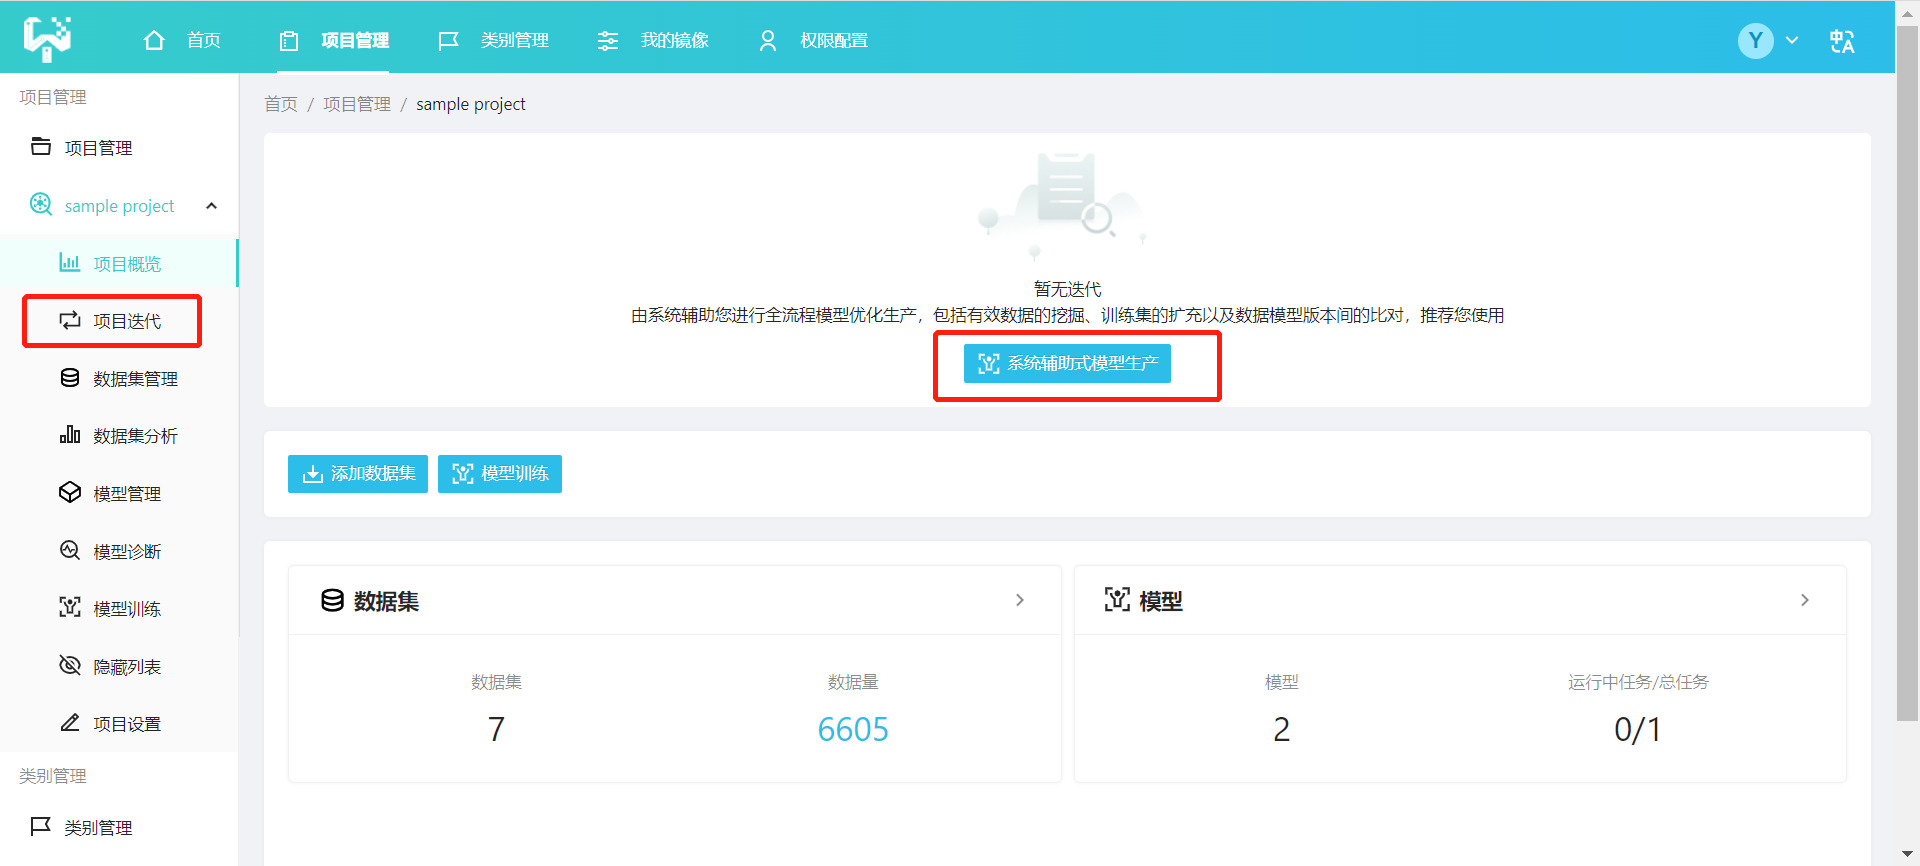 首页
项目管理
类别管理
我的镜像
权限配置
Y
中A
项目管理
项目管理
sample project
项目概览
项目迭代
数据集管理
数据集分析
模型管理
模型诊断
模型训练
隐藏列表
项目设置
类别管理
类别管理
首页 / 项目管理 / sample project
暂无迭代
由系统辅助您进行全流程模型优化生产，包括有效数据的挖掘、训练集的扩充以及数据模型版本间的比对，推荐您使用
系统辅助式模型生产
添加数据集
模型训练
数据集
数据集
7
数据量
6605
模型
模型
2
运行中任务/总任务
0/1